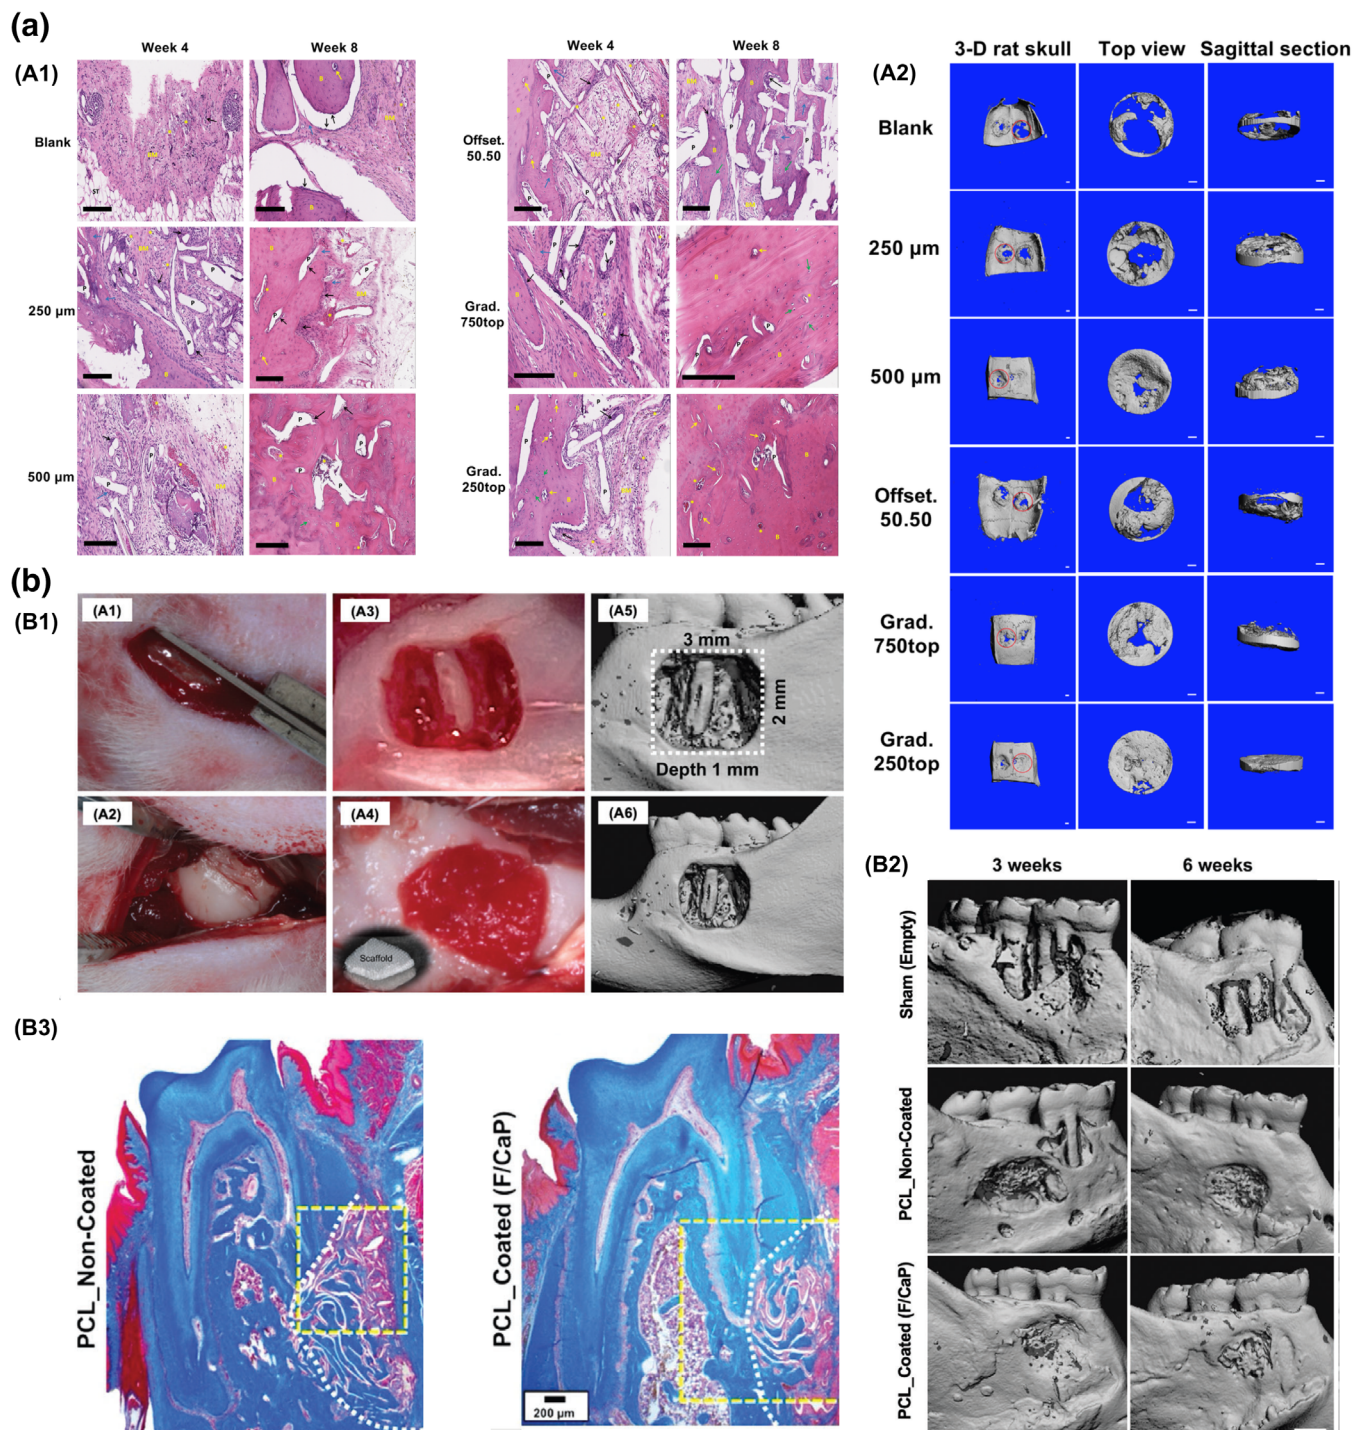 (a)
(A1)
Week 4
Week 8
Week 4
Week 8
Blank
250 µm
500 µm
Offset.
50.50
Grad.
750top
Grad.
250top
(A2)
3-D rat skull
Top view
Sagittal section
Blank
250 µm
500 µm
Offset.
50.50
Grad.
750top
Grad.
250top
(b)
(B1)
(A1)
(A3)
(A5)
3 mm
2 mm
Depth 1 mm
(A2)
(A4)
Scaffold
(A6)
(B2)
3 weeks
6 weeks
Sham (Empty)
PCL_Non-Coated
PCL_Coated (F/CaP)
(B3)
PCL_Non-Coated
PCL_Coated (F/CaP)
200 µm